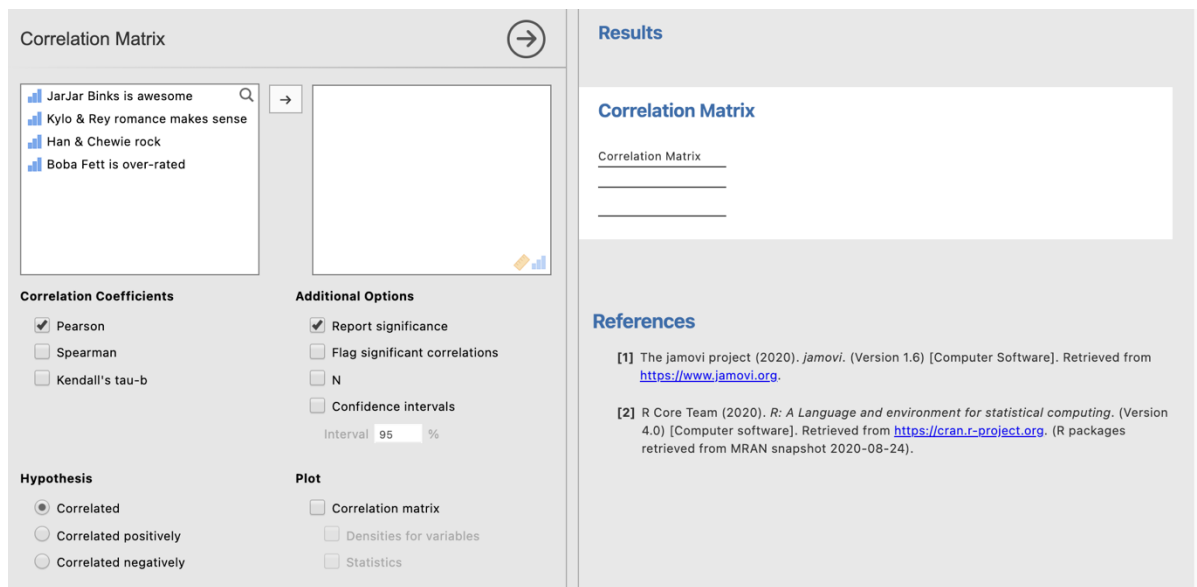 Correlation Matrix
JarJar Binks is awesome
Kylo & Rey romance makes sense
Han & Chewie rock
Boba Fett is over-rated
Correlation Coefficients
Pearson
Spearman
Kendall's tau-b
Additional Options
Report significance
Flag significant correlations
N
Confidence intervals
Interval 95 %
Hypothesis
Correlated
Correlated positively
Correlated negatively
Plot
Correlation matrix
Densities for variables
Statistics
Results
Correlation Matrix
Correlation Matrix
References
[1] The jamovi project (2020). jamovi. (Version 1.6) [Computer Software]. Retrieved from
https://www.jamovi.org.
[2] R Core Team (2020). R: A Language and environment for statistical computing. (Version
4.0) [Computer software]. Retrieved from https://cran.r-project.org. (R packages
retrieved from MRAN snapshot 2020-08-24).